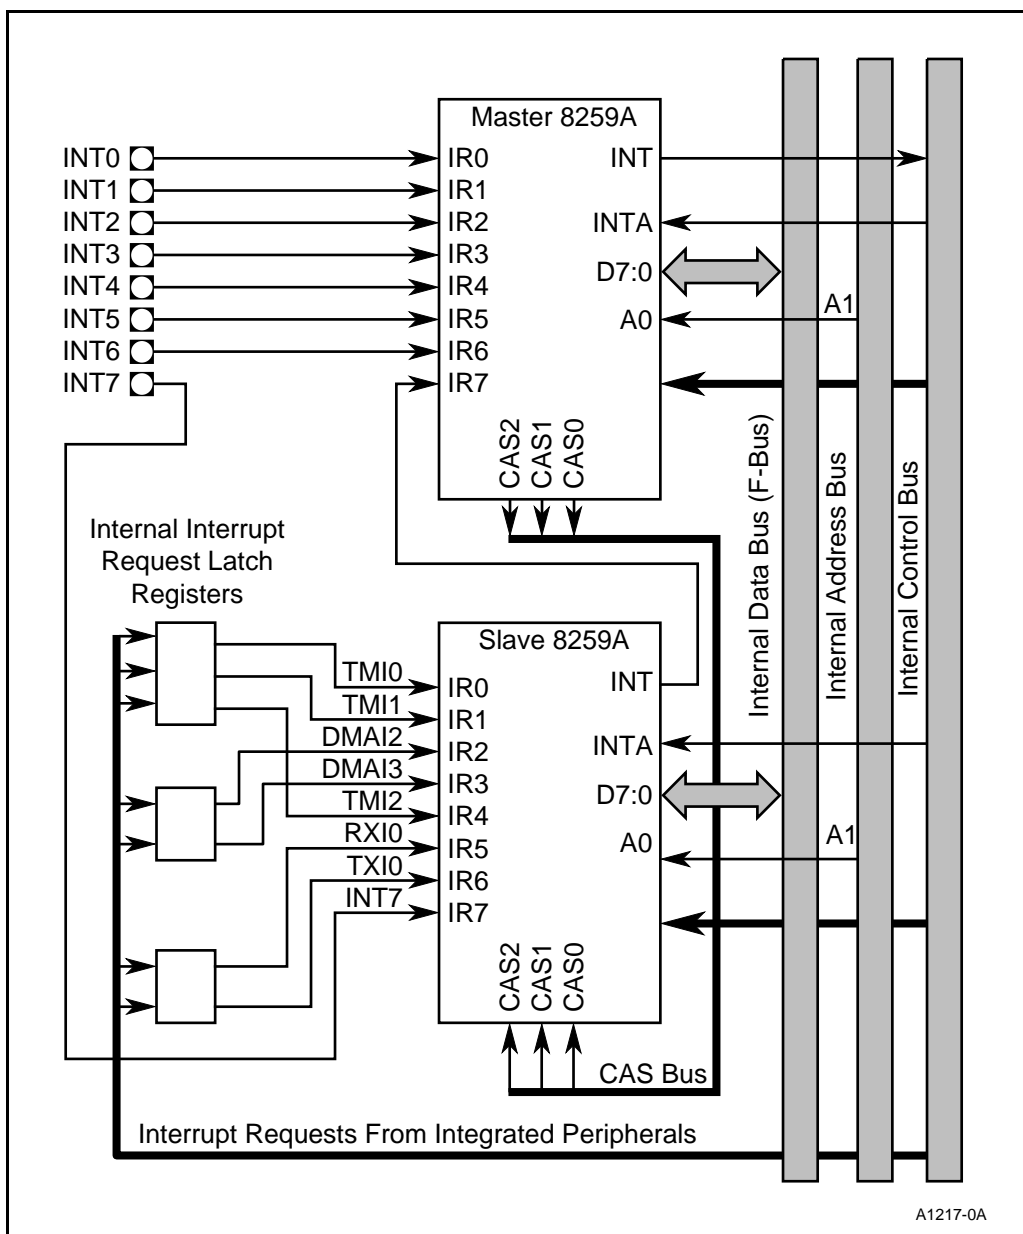 Master 8259A
INT0
INT1
INT2
INT3
INT4
INT5
INT6
INT7
IR0
IR1
IR2
IR3
IR4
IR5
IR6
IR7
INT
INTA
D7:0
A0
A1
CAS2
CAS1
CAS0
Internal Data Bus (F-Bus)
Internal Address Bus
Internal Control Bus
Internal Interrupt
Request Latch
Registers
Slave 8259A
TMI0
TMI1
DMAI2
DMAI3
TMI2
RXI0
TXI0
INT7
IR0
IR1
IR2
IR3
IR4
IR5
IR6
IR7
INT
INTA
D7:0
A0
A1
CAS2
CAS1
CAS0
CAS Bus
Interrupt Requests From Integrated Peripherals
A1217-0A